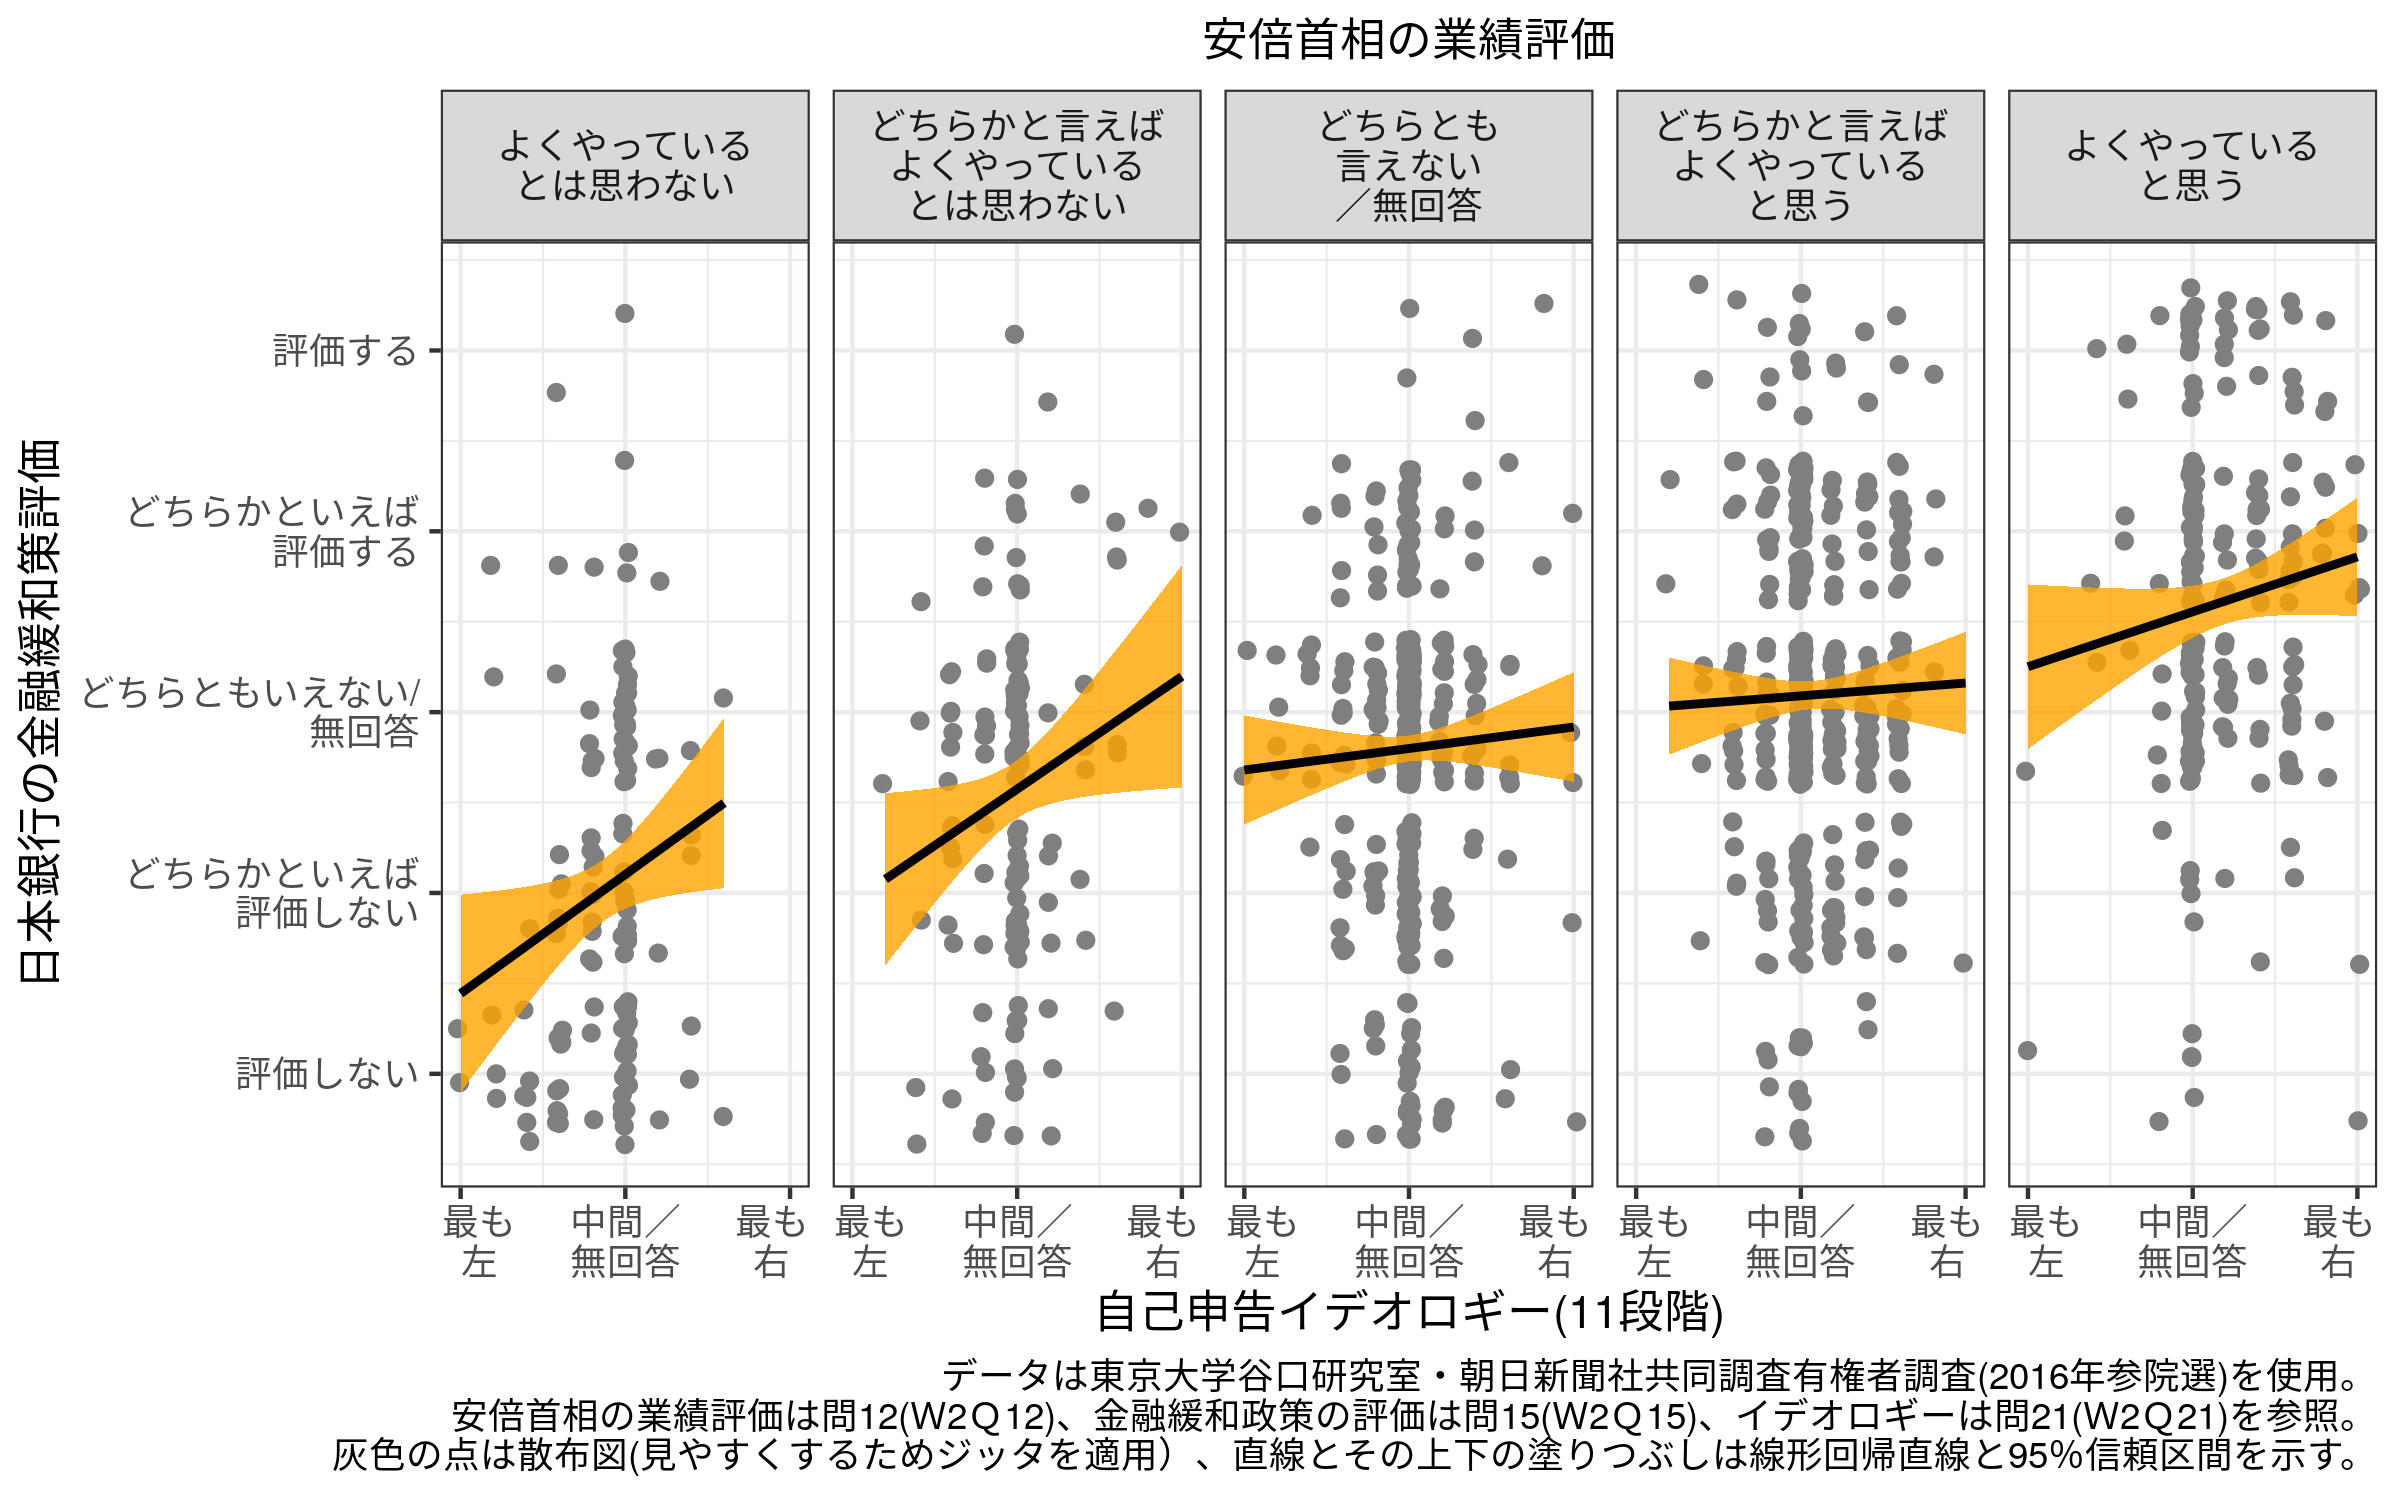 安倍首相の業績評価
よくやっている
とは思わない
どちらかと言えば
よくやっている
とは思わない
どちらとも
言えない
／無回答
どちらかと言えば
よくやっている
と思う
よくやっている
と思う
日本銀行の金融緩和策評価
評価する
どちらかといえば
評価する
どちらともいえない/
無回答
どちらかといえば
評価しない
評価しない
最も
左
中間／
無回答
最も
右
最も
左
中間／
無回答
最も
右
最も
左
中間／
無回答
最も
右
最も
左
中間／
無回答
最も
右
最も
左
中間／
無回答
最も
右
自己申告イデオロギー(11段階)
データは東京大学谷口研究室・朝日新聞社共同調査有権者調査(2016年参院選)を使用。
安倍首相の業績評価は問12(W2Ｑ12)、金融緩和政策の評価は問15(W2Ｑ15)、イデオロギーは問21(W2Ｑ21)を参照。
灰色の点は散布図(見やすくするためジッタを適用）、直線とその上下の塗りつぶしは線形回帰直線と95％信頼区間を示す。